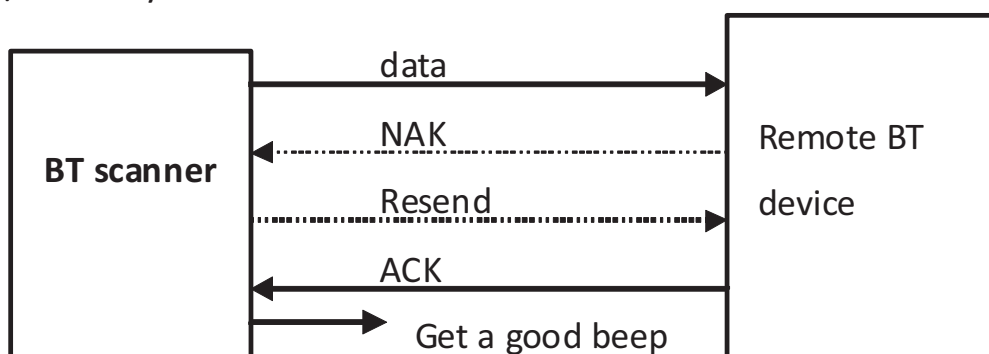 data
NAK
Remote BT
BT scanner
Resend
device
ACK
Get a good beep